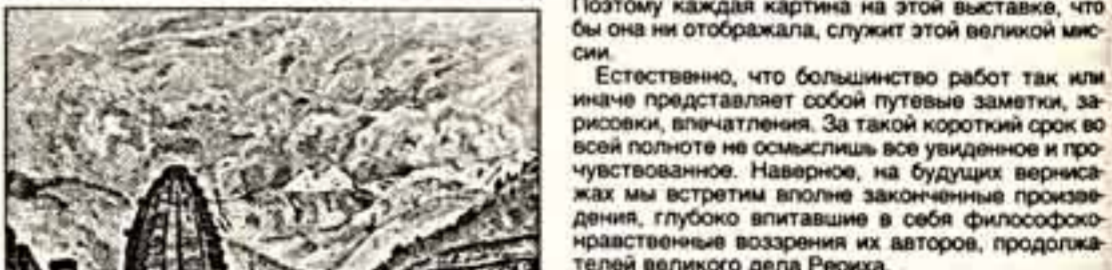 Поэтому каждая картина на этой выставке, что
бы она ни отображала, служит этой великой мис-
сии.
Естественно, что большинство работ так или
иначе представляет собой путевые заметки, за-
рисовки, впечатления. За такой короткий срок во
всей полноте не осмыслишь все увиденное и про-
чувствованное. Наверное, на будущих верниса-
жах мы встретим вполне законченные произве-
дения, глубоко впитавшие в себя философско-
нравственные воззрения их авторов, продолжа-
телей великого дела Рериха.